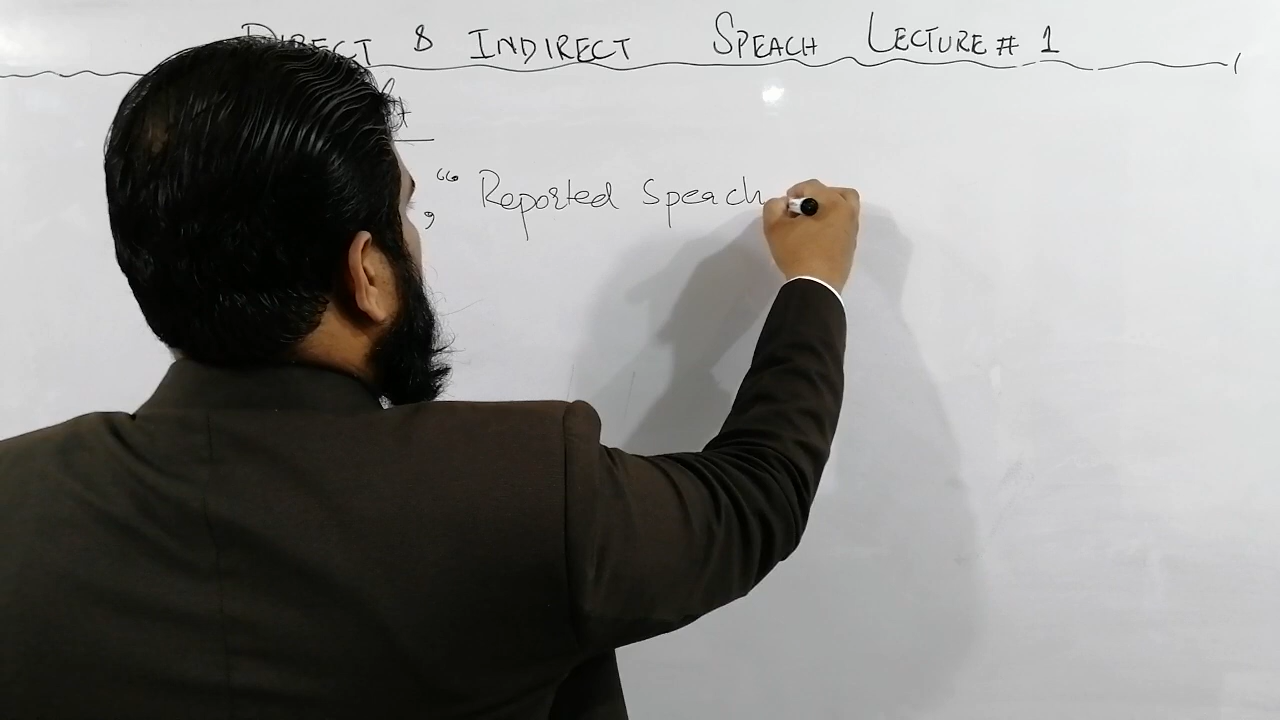 DIRECT & INDIRECT SPEACH LECTURE # 1
, “ Reported Speach